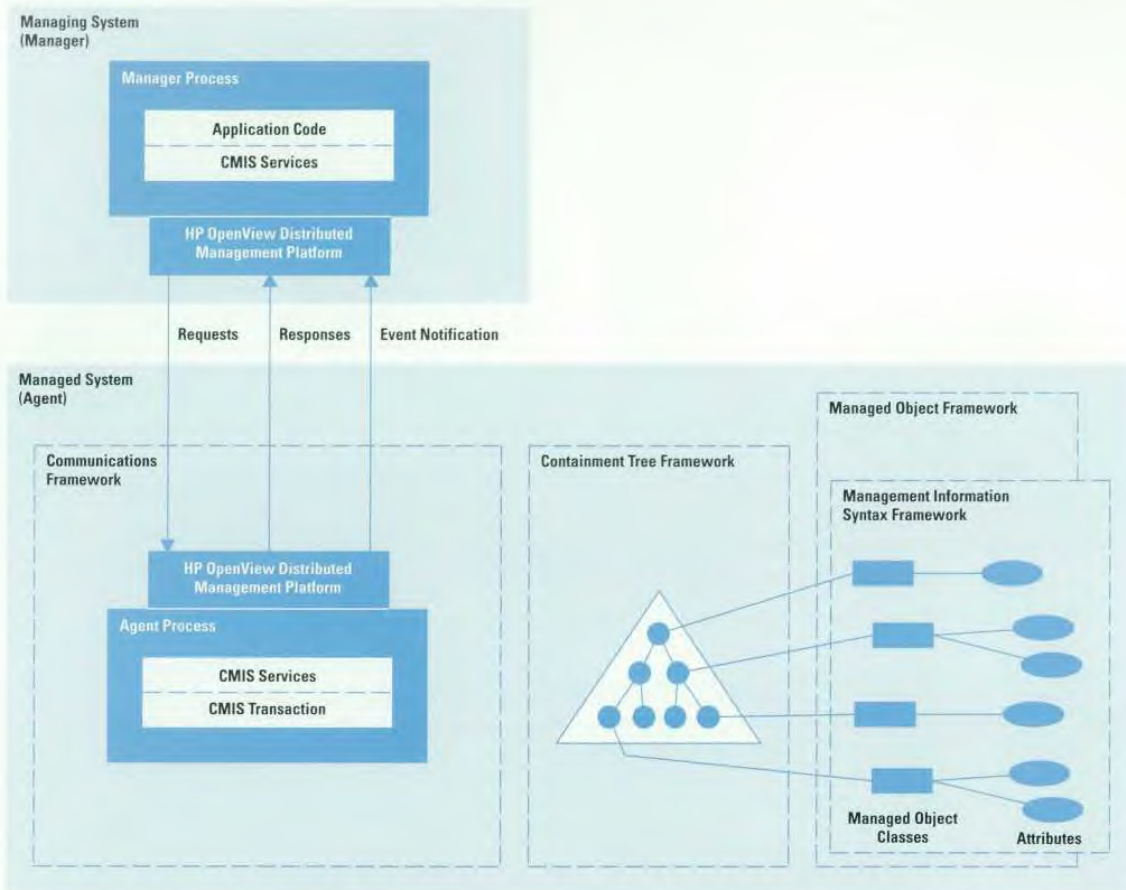 Managing System
(Manager)
Manager Process
Application Code
CMIS Services
HP OpenView Distributed
Management Platform
Requests
Responses
Event Notification
Managed System
(Agent)
Communications
Framework
HP OpenView Distributed
Management Platform
Agent Process
CMIS Services
CMIS Transaction
Containment Tree Framework
Managed Object Framework
Management Information
Syntax Framework
Managed Object
Classes
Attributes